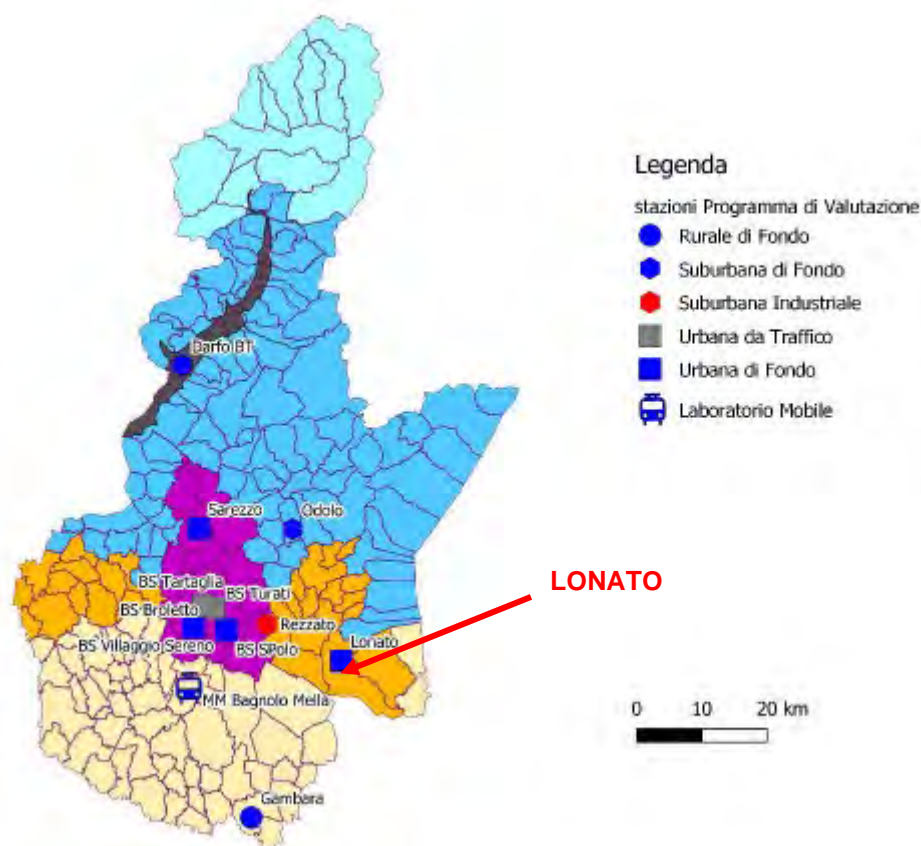 Legenda
stazioni Programma di Valutazione
Rurale di Fondo
Suburbana di Fondo
Suburbana Industriale
Urbana da Traffico
Urbana di Fondo
Laboratorio Mobile
Darfo BT
Sarezzo
Odolo
LONATO
BS Tartaglia
BS Turati
BS Broletto
Rezzato
BS Villaggio Sereno
BS SPolo
Lonato
MM Bagnolo Mella
0 10 20 km
Gambara